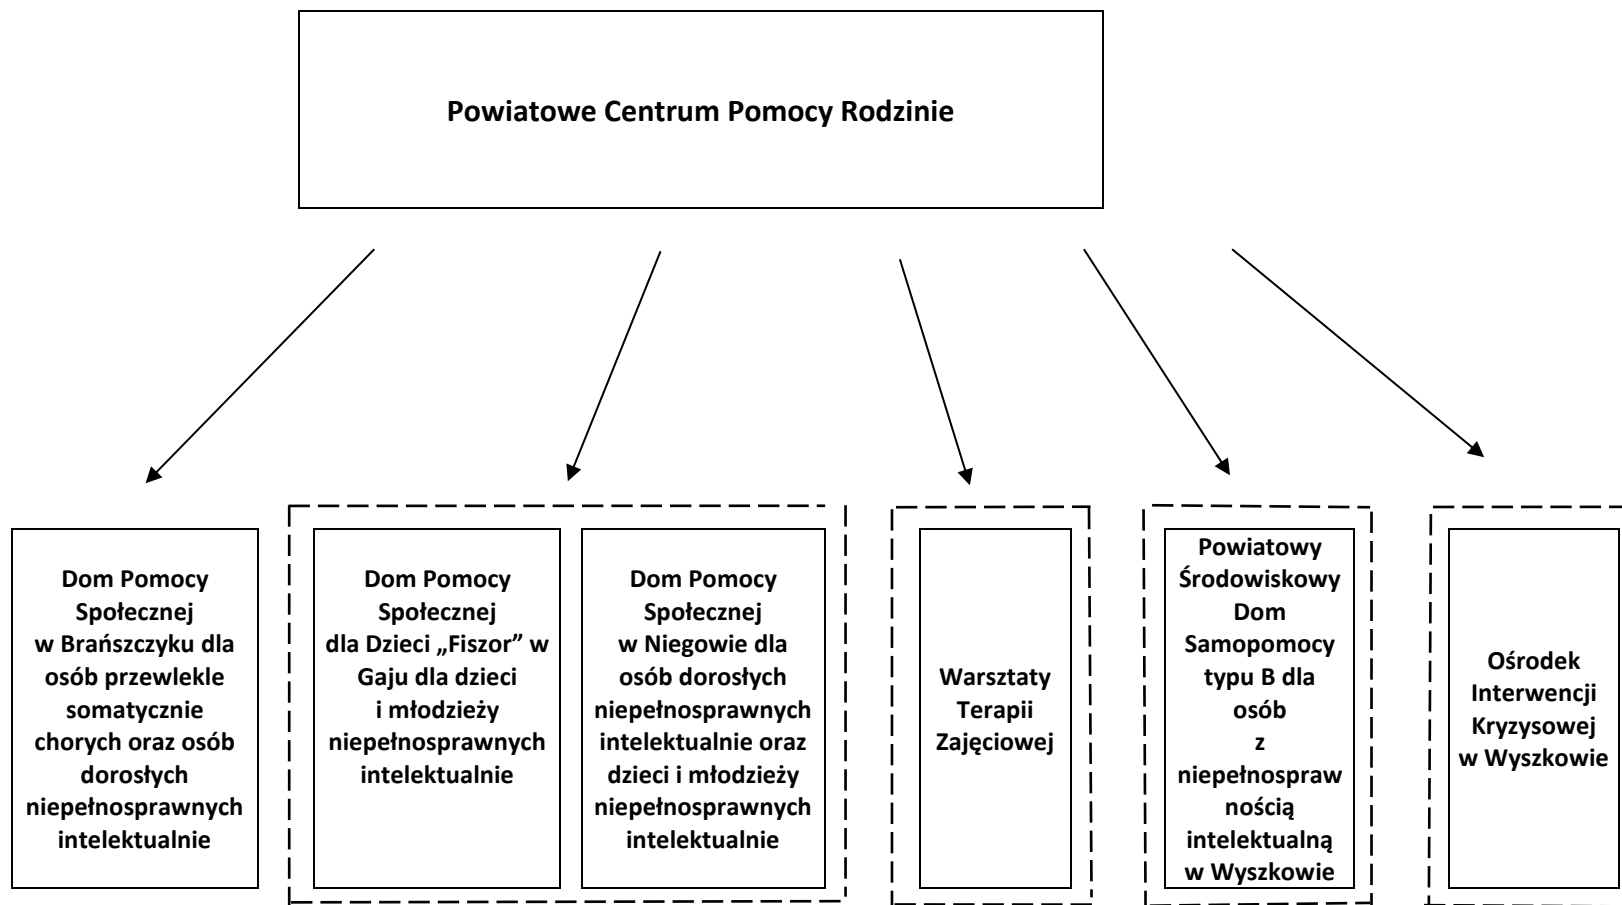 Powiatowe Centrum Pomocy Rodzinie
Dom Pomocy
Społecznej
w Brańszczyku dla
osób przewlekle
somatycznie
chorych oraz osób
dorosłych
niepełnosprawnych
intelektualnie
Dom Pomocy
Społecznej
dla Dzieci „Fiszor” w
Gaju dla dzieci
i młodzieży
niepełnosprawnych
intelektualnie
Dom Pomocy
Społecznej
w Niegowie dla
osób dorosłych
niepełnosprawnych
intelektualnie oraz
dzieci i młodzieży
niepełnosprawnych
intelektualnie
Warsztaty
Terapii
Zajęciowej
Powiatowy
Środowiskowy
Dom
Samopomocy
typu B dla
osób
z
niepełnospraw
nością
intelektualną
w Wyszkowie
Ośrodek
Interwencji
Kryzysowej
w Wyszkowie